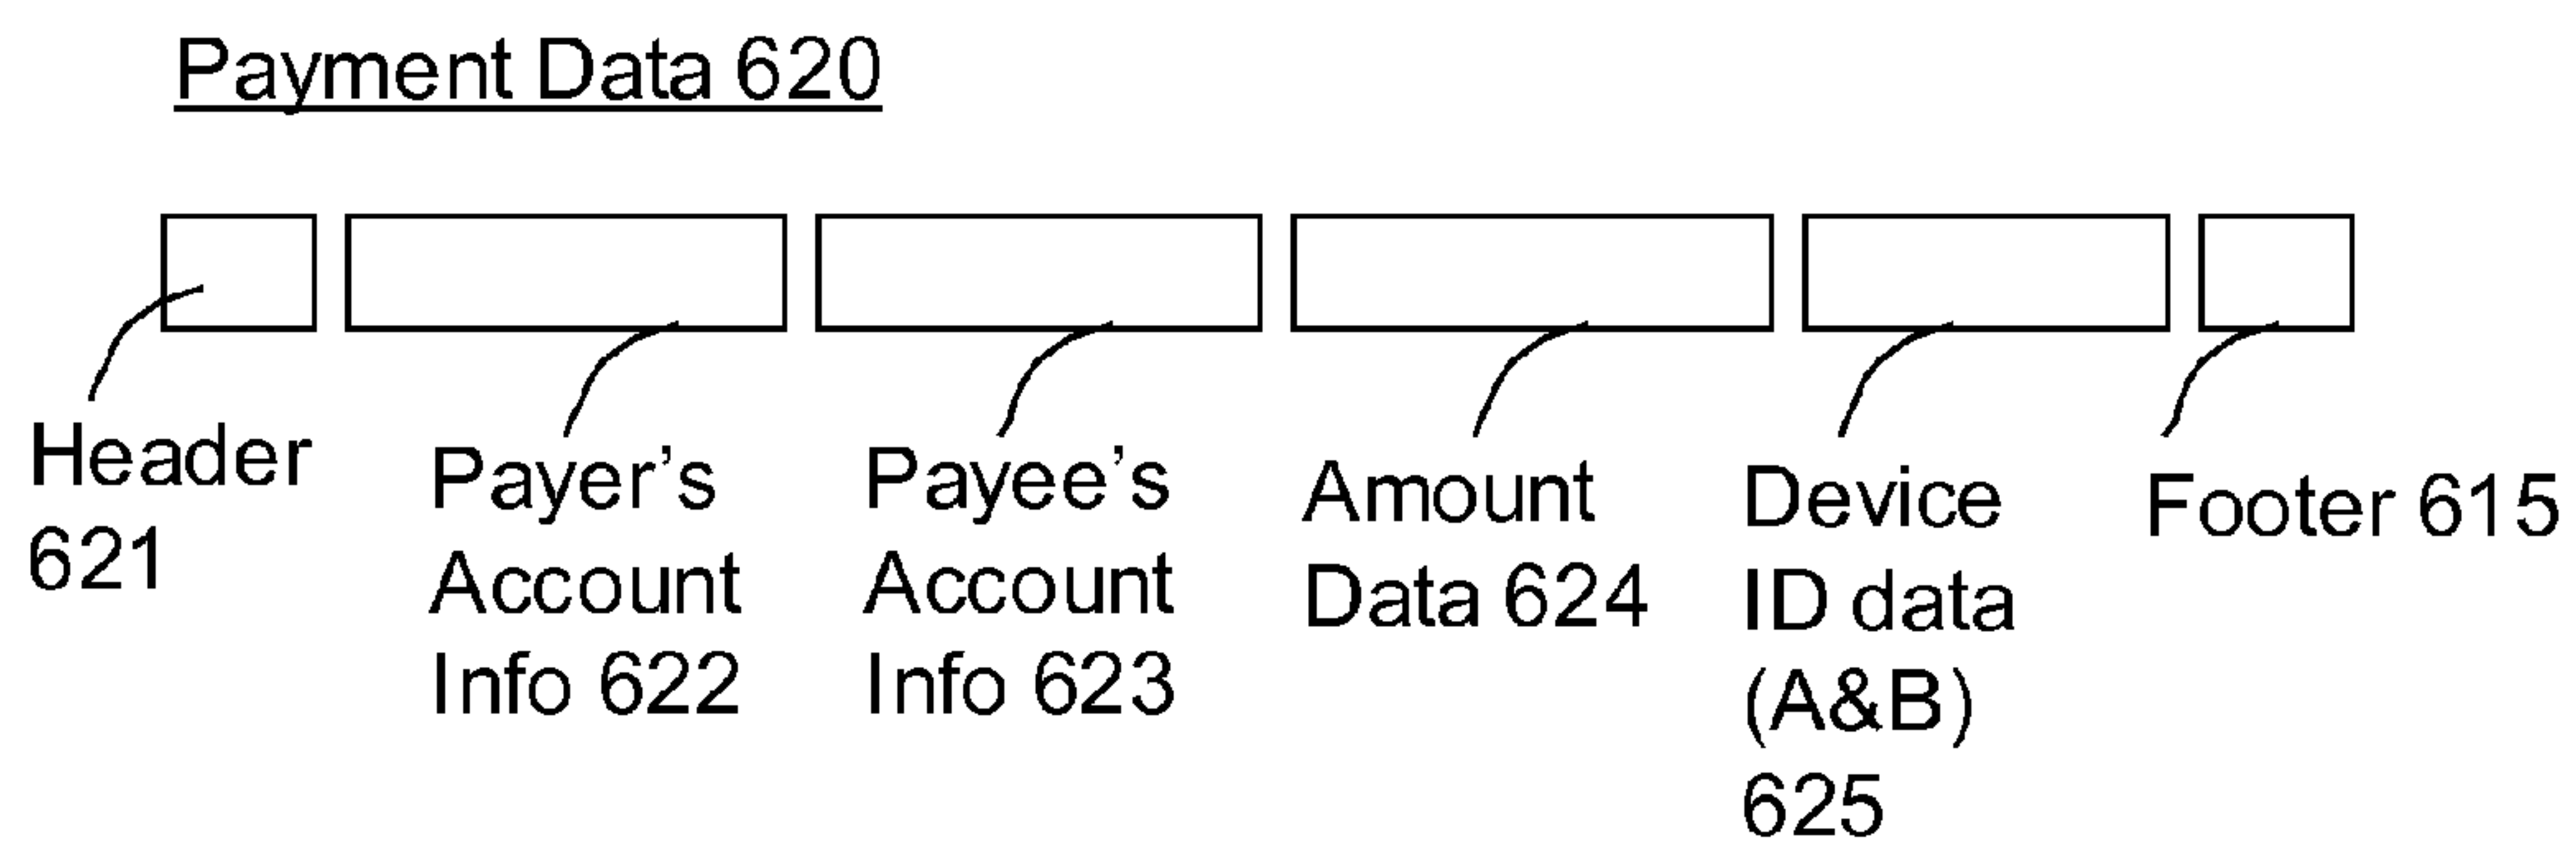 Payment Data 620
Header
621
Payer’s
Account
Info 622
Payee’s
Account
Info 623
Amount
Data 624
Device
ID data
(A&B)
625
Footer 615